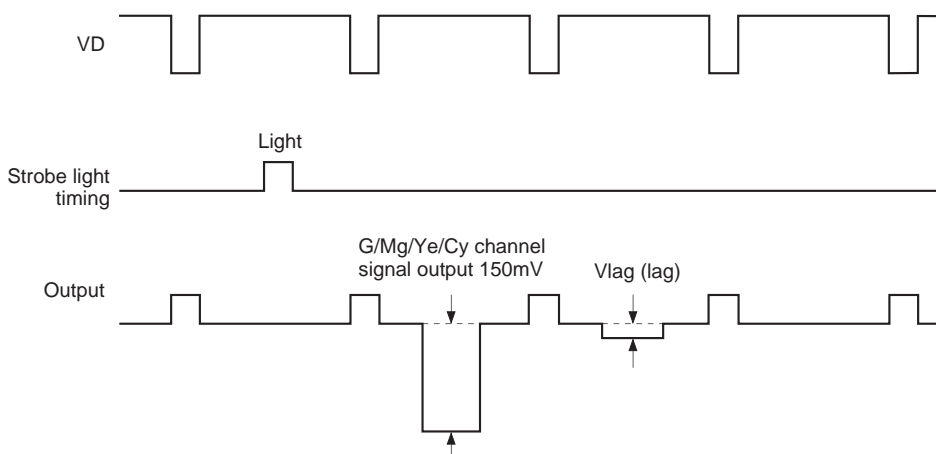 VD
Light
Strobe light
timing
G/Mg/Ye/Cy channel
signal output 150mV
Vlag (lag)
Output